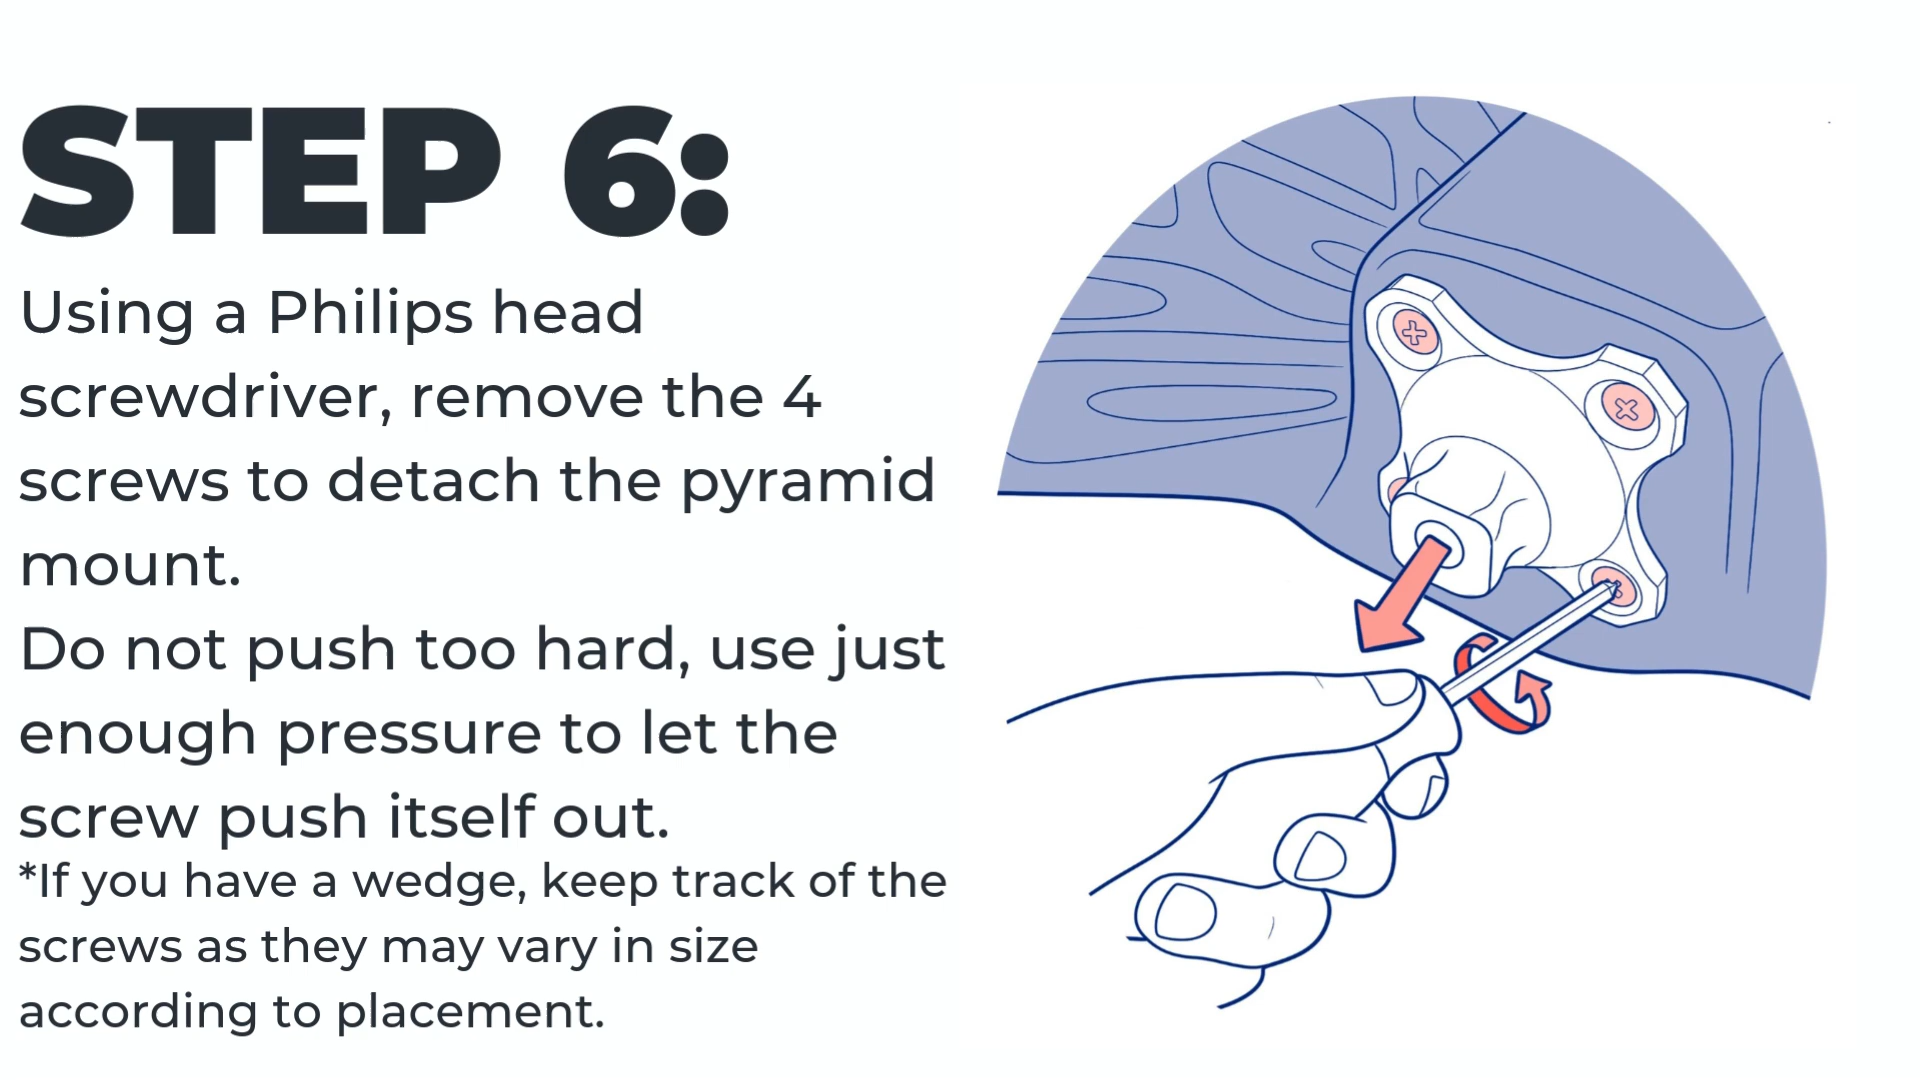 STEP 6:
Using a Philips head
screwdriver, remove the 4
screws to detach the pyramid
mount.
Do not push too hard, use just
enough pressure to let the
screw push itself out.
*If you have a wedge, keep track of the
screws as they may vary in size
according to placement.